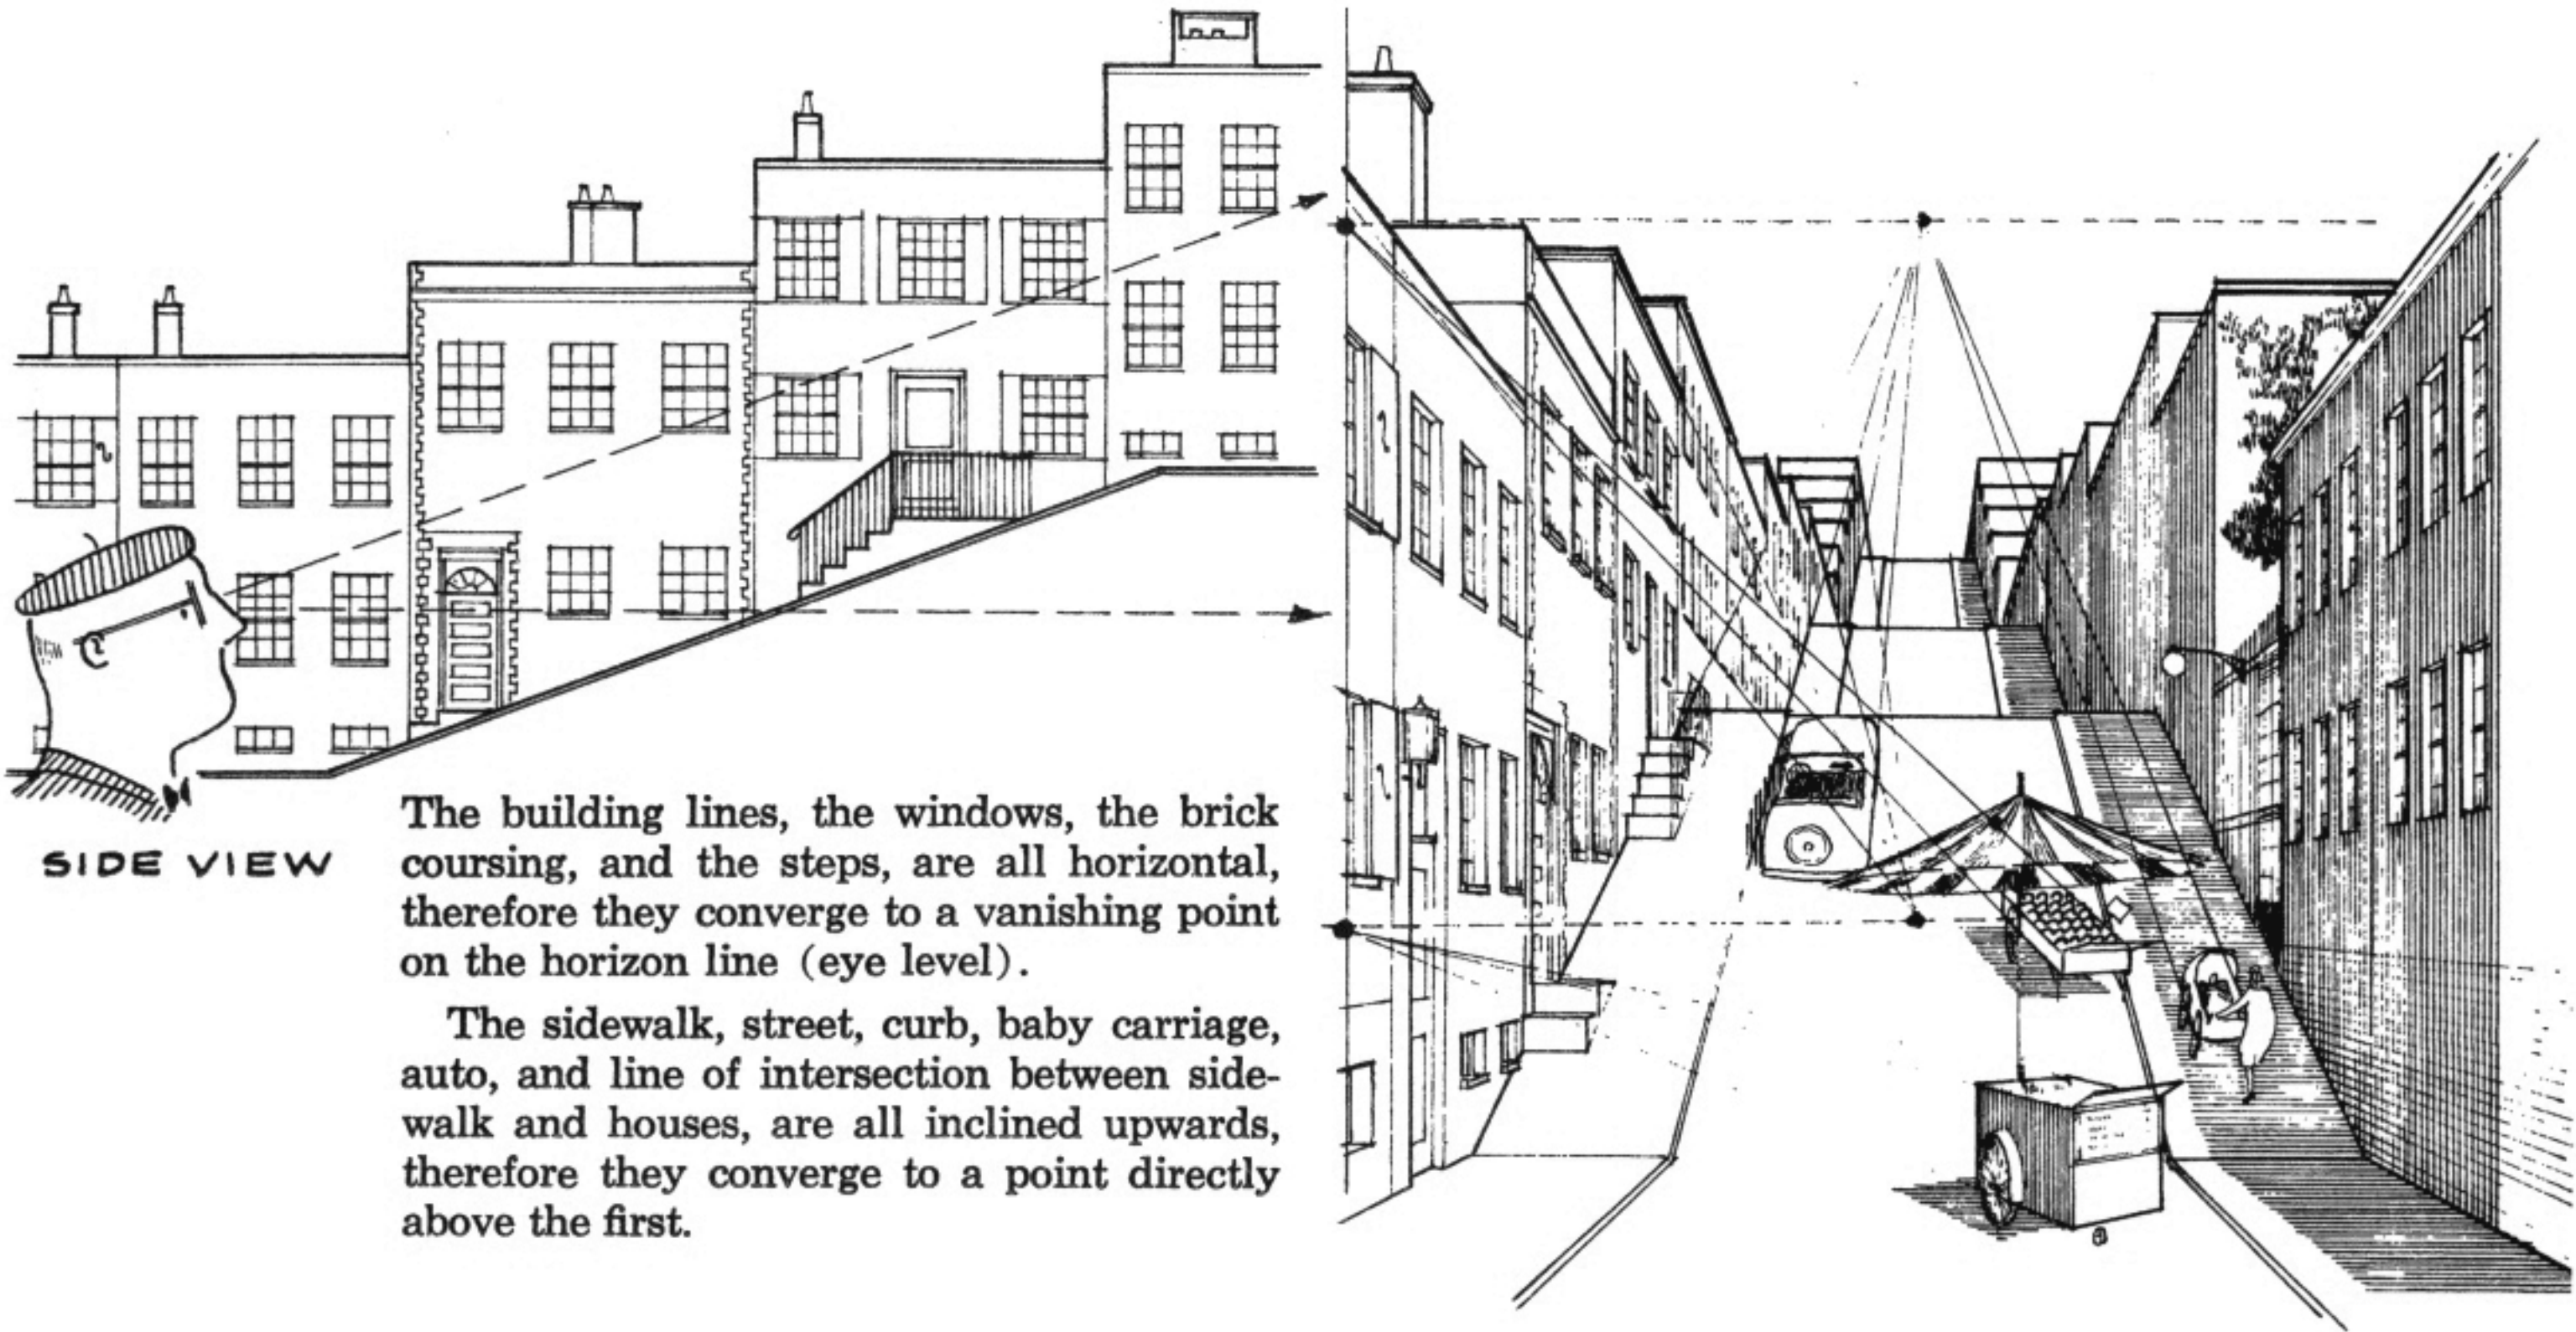 SIDE VIEW
The building lines, the windows, the brick
coursing, and the steps, are all horizontal,
therefore they converge to a vanishing point
on the horizon line (eye level).
The sidewalk, street, curb, baby carriage,
auto, and line of intersection between side-
walk and houses, are all inclined upwards,
therefore they converge to a point directly
above the first.